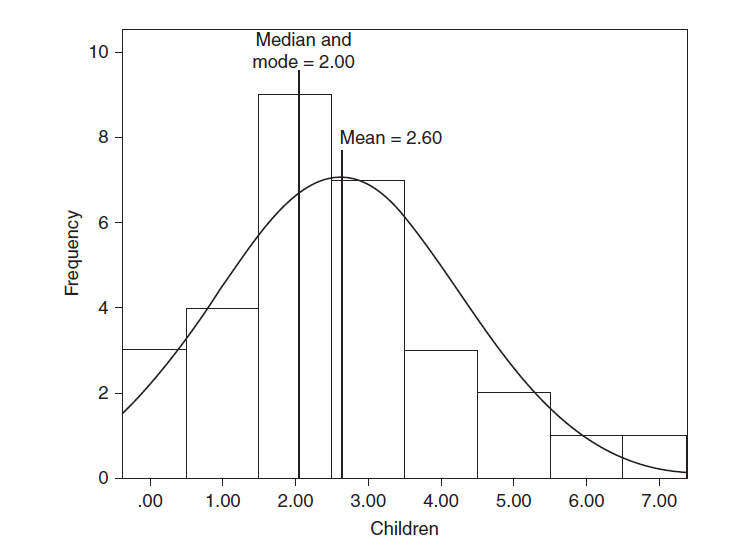 Median and
mode = 2.00
Mean = 2.60
Frequency
10
8
6
4
2
0
.00 1.00 2.00 3.00 4.00 5.00 6.00 7.00
Children